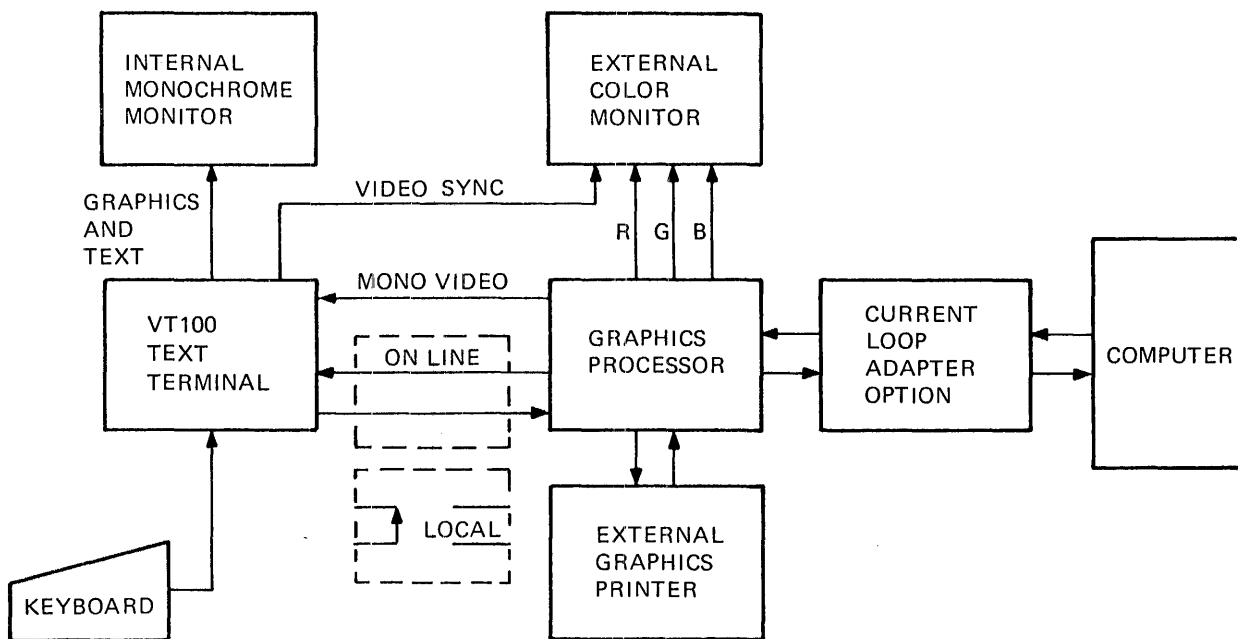 INTERNAL
MONOCHROME
MONITOR
EXTERNAL
COLOR
MONITOR
GRAPHICS
AND
TEXT
VIDEO SYNC
R G B
MONO VIDEO
VT100
TEXT
TERMINAL
ON LINE
GRAPHICS
PROCESSOR
CURRENT
LOOP
ADAPTER
OPTION
COMPUTER
LOCAL
EXTERNAL
GRAPHICS
PRINTER
KEYBOARD